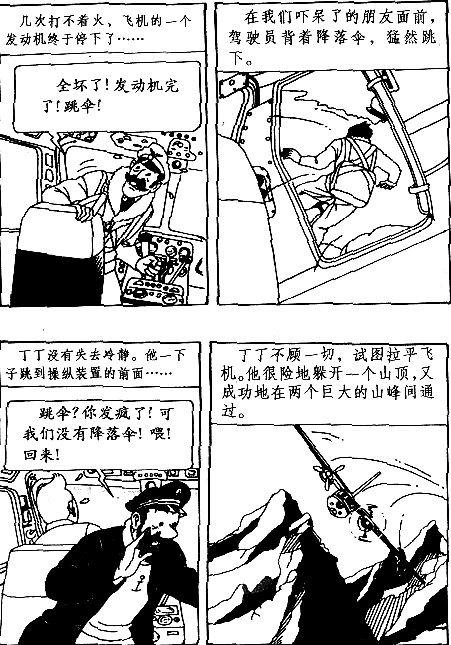 几次打不着火，飞机的一个
发动机终于停下了……
全坏了！发动机完
了！跳伞！
在我们吓呆了的朋友面前，
驾驶员背着降落伞，猛然跳
下。
丁丁没有失去冷静。他一下
子跳到操纵装置的前面……
跳伞？你发疯了！可
我们没有降落伞！喂！
回来！
丁丁不顾一切，试图拉平飞
机。他很险地躲开一个山顶，又
成功地在两个巨大的山峰间通
过。